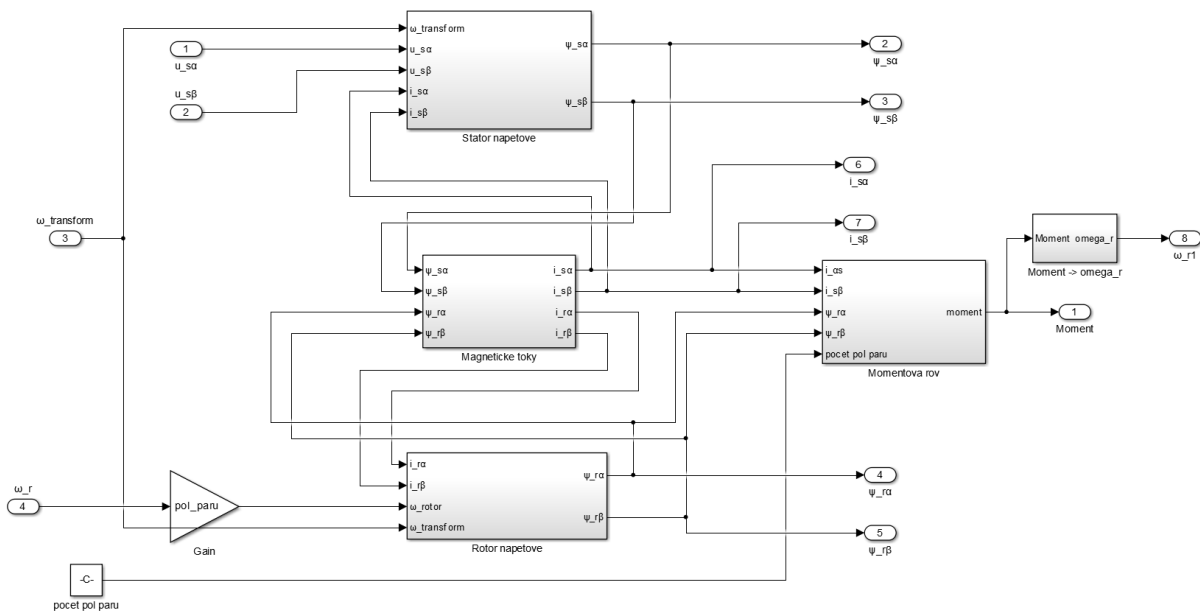 ω_transform
u_sα
u_sβ
i_sα
i_sβ
ψ_sα
ψ_sβ
Stator napetove
1
u_sα
u_sβ
2
2
ψ_sα
3
ψ_sβ
6
i_sα
7
i_sβ
ω_transform
3
ψ_sα
ψ_sβ
ψ_rα
ψ_rβ
i_sα
i_sβ
i_rα
i_rβ
Magneticke toky
i_αs
i_sβ
ψ_rα
ψ_rβ
pocet pol paru
moment
Momentova rov
Moment omega_r
Moment -> omega_r
8
ω_r1
1
Moment
i_rα
i_rβ
ω_rotor
ω_transform
ψ_rα
ψ_rβ
Rotor napetove
4
ψ_rα
5
ψ_rβ
ω_r
4
pol_paru
Gain
-C-
pocet pol paru